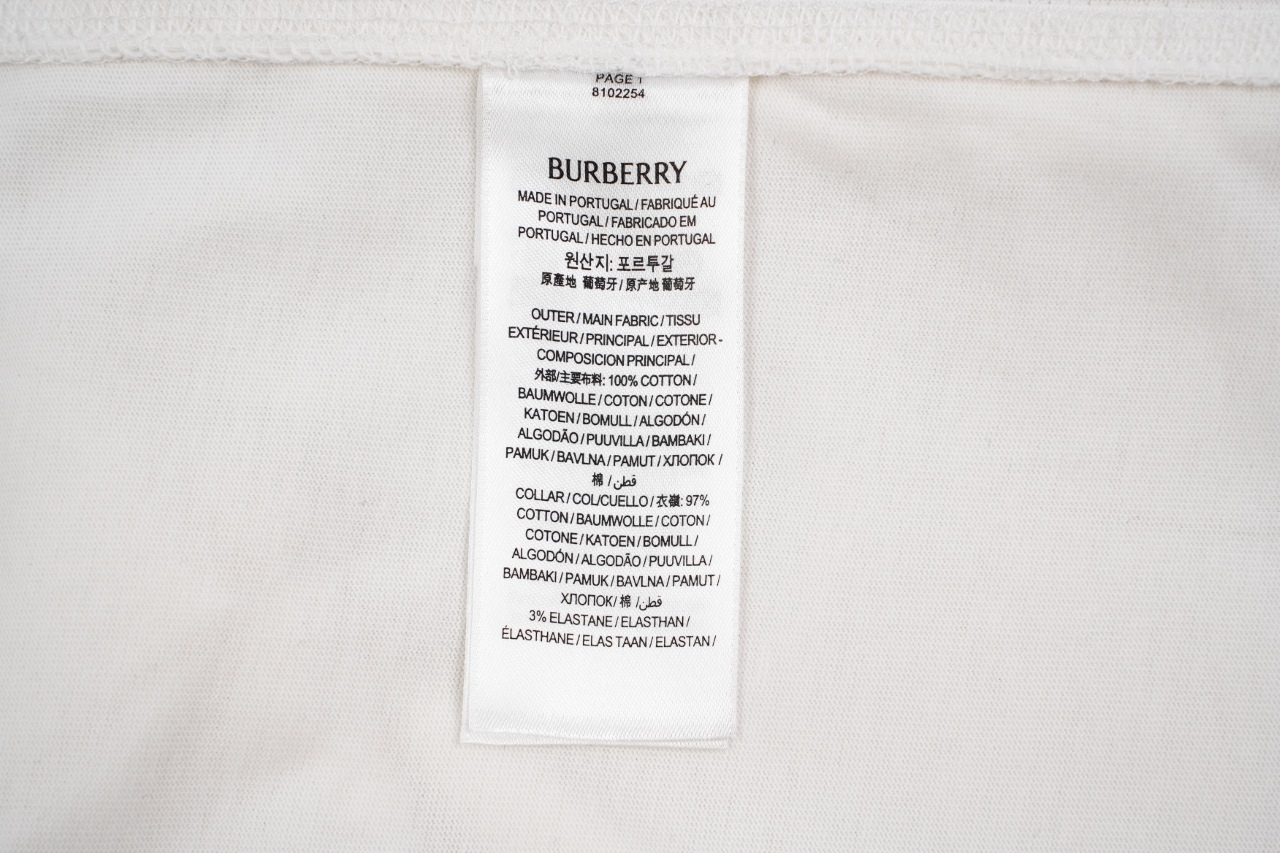 PAGE 1
8102254
BURBERRY
MADE IN PORTUGAL / FABRIQUÉ AU
PORTUGAL / FABRICADO EM
PORTUGAL / HECHO EN PORTUGAL
원산지: 포르투갈
原產地 葡萄牙 / 原产地 葡萄牙
OUTER / MAIN FABRIC / TISSU
EXTÉRIEUR / PRINCIPAL / EXTERIOR -
COMPOSICION PRINCIPAL /
外部/主要布料: 100% COTTON /
BAUMWOLLE / COTON / COTONE /
KATOEN / BOMULL / ALGODÓN /
ALGODÃO / PUUVILLA / BAMBAKI /
PAMUK / BAVLNA / PAMUT / ХЛОПОК /
棉 / قطن/
COLLAR / COL/CUELLO / 衣嶺: 97%
COTTON / BAUMWOLLE / COTON /
COTONE / KATOEN / BOMULL /
ALGODÓN / ALGODÃO / PUUVILLA /
BAMBAKI / PAMUK / BAVLNA / PAMUT /
ХЛОПОК/ 棉 /قطن/
3% ELASTANE / ELASTHAN /
ÉLASTHANE / ELAS TAAN / ELASTAN /